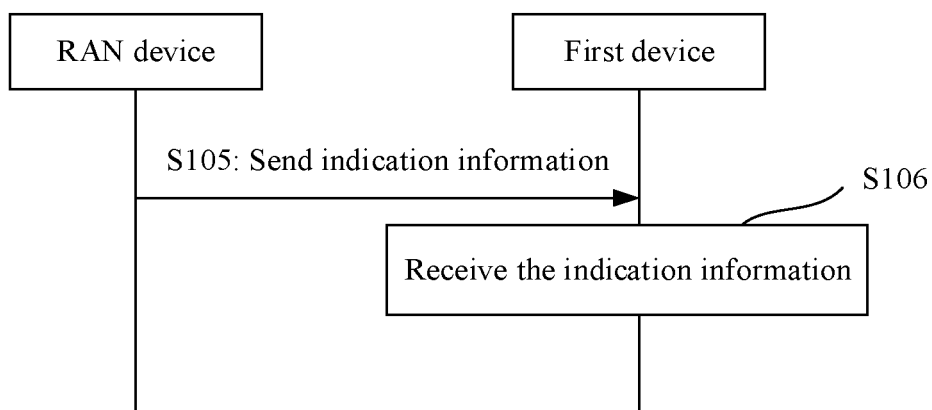 RAN device
First device
S105: Send indication information
S106
Receive the indication information